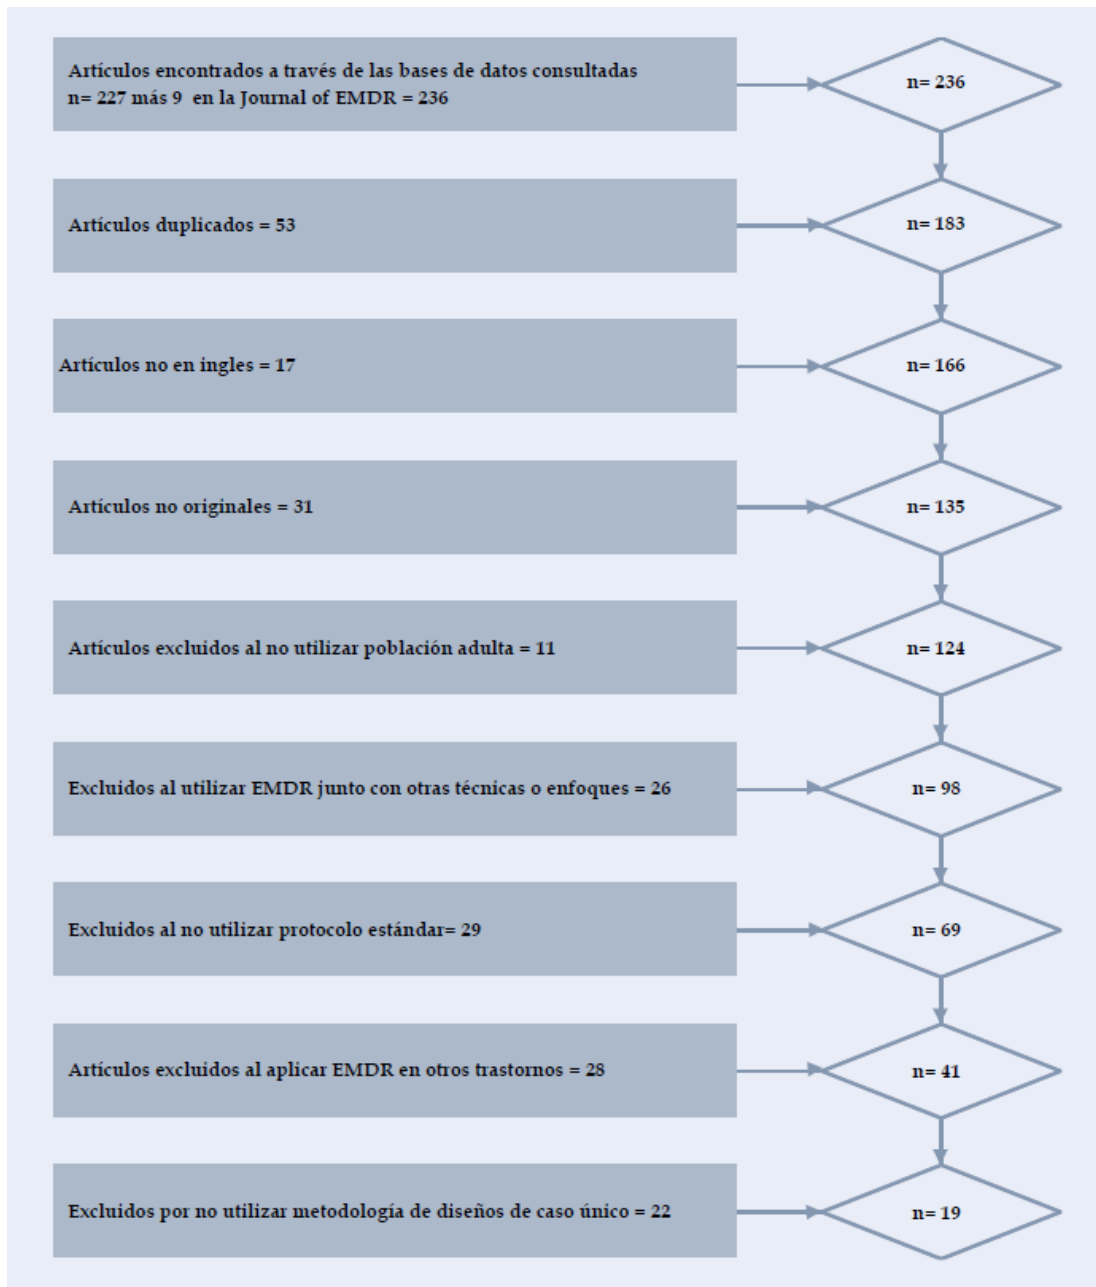 Artículos encontrados a través de las bases de datos consultadas
n= 227 más 9 en la Journal of EMDR = 236
n= 236
Artículos duplicados = 53
n= 183
Artículos no en ingles = 17
n= 166
Artículos no originales = 31
n= 135
Artículos excluidos al no utilizar población adulta = 11
n= 124
Excluidos al utilizar EMDR junto con otras técnicas o enfoques = 26
n= 98
Excluidos al no utilizar protocolo estándar= 29
n= 69
Artículos excluidos al aplicar EMDR en otros trastornos = 28
n= 41
Excluidos por no utilizar metodología de diseños de caso único = 22
n= 19